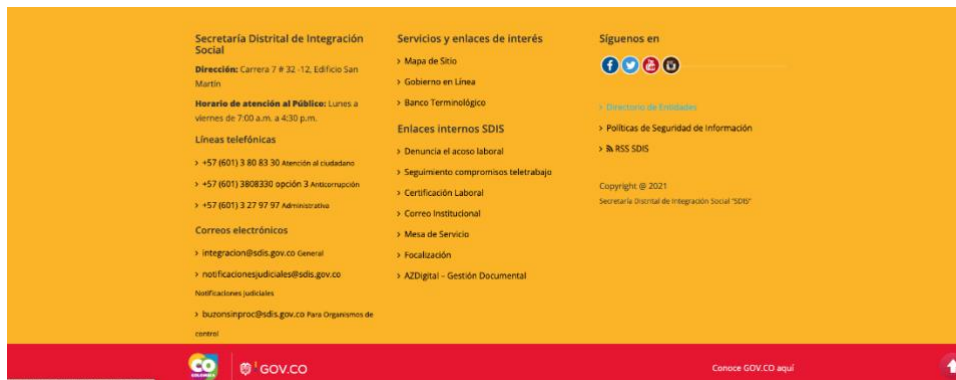 Secretaría Distrital de Integración
Social
Dirección: Carrera 7 # 32 -12, Edificio San
Martín
Horario de atención al Público: Lunes a
viernes de 7:00 a.m. a 4:30 p.m.
Líneas telefónicas
> +57 (601) 3 80 83 30 Atención al ciudadano
> +57 (601) 3808330 opción 3 Anticorrupción
> +57 (601) 3 27 97 97 Administrativa
Correos electrónicos
> integracion@sdis.gov.co General
> notificacionesjudiciales@sdis.gov.co
Notificaciones judiciales
> buzonsinproc@sdis.gov.co Para Organismos de
control
Servicios y enlaces de interés
> Mapa de Sitio
> Gobierno en Línea
> Banco Terminológico
Enlaces internos SDIS
> Denuncia el acoso laboral
> Seguimiento compromisos teletrabajo
> Certificación Laboral
> Correo Institucional
> Mesa de Servicio
> Focalización
> AZDigital – Gestión Documental
Síguenos en
> Directorio de Entidades
> Políticas de Seguridad de Información
> RSS SDIS
Copyright @ 2021
Secretaría Distrital de Integración Social "SDIS"
CO
COLOMBIA
GOV.CO
Conoce GOV.CO aquí